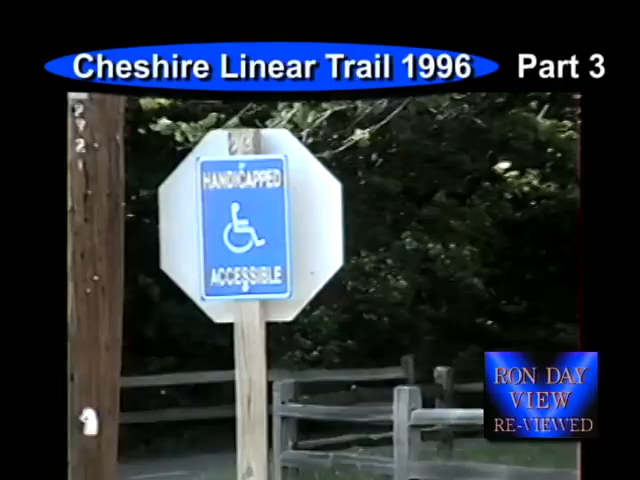 Cheshire Linear Trail 1996 Part 3
HANDICAPPED
ACCESSIBLE
RON DAY
VIEW
RE-VIEWED